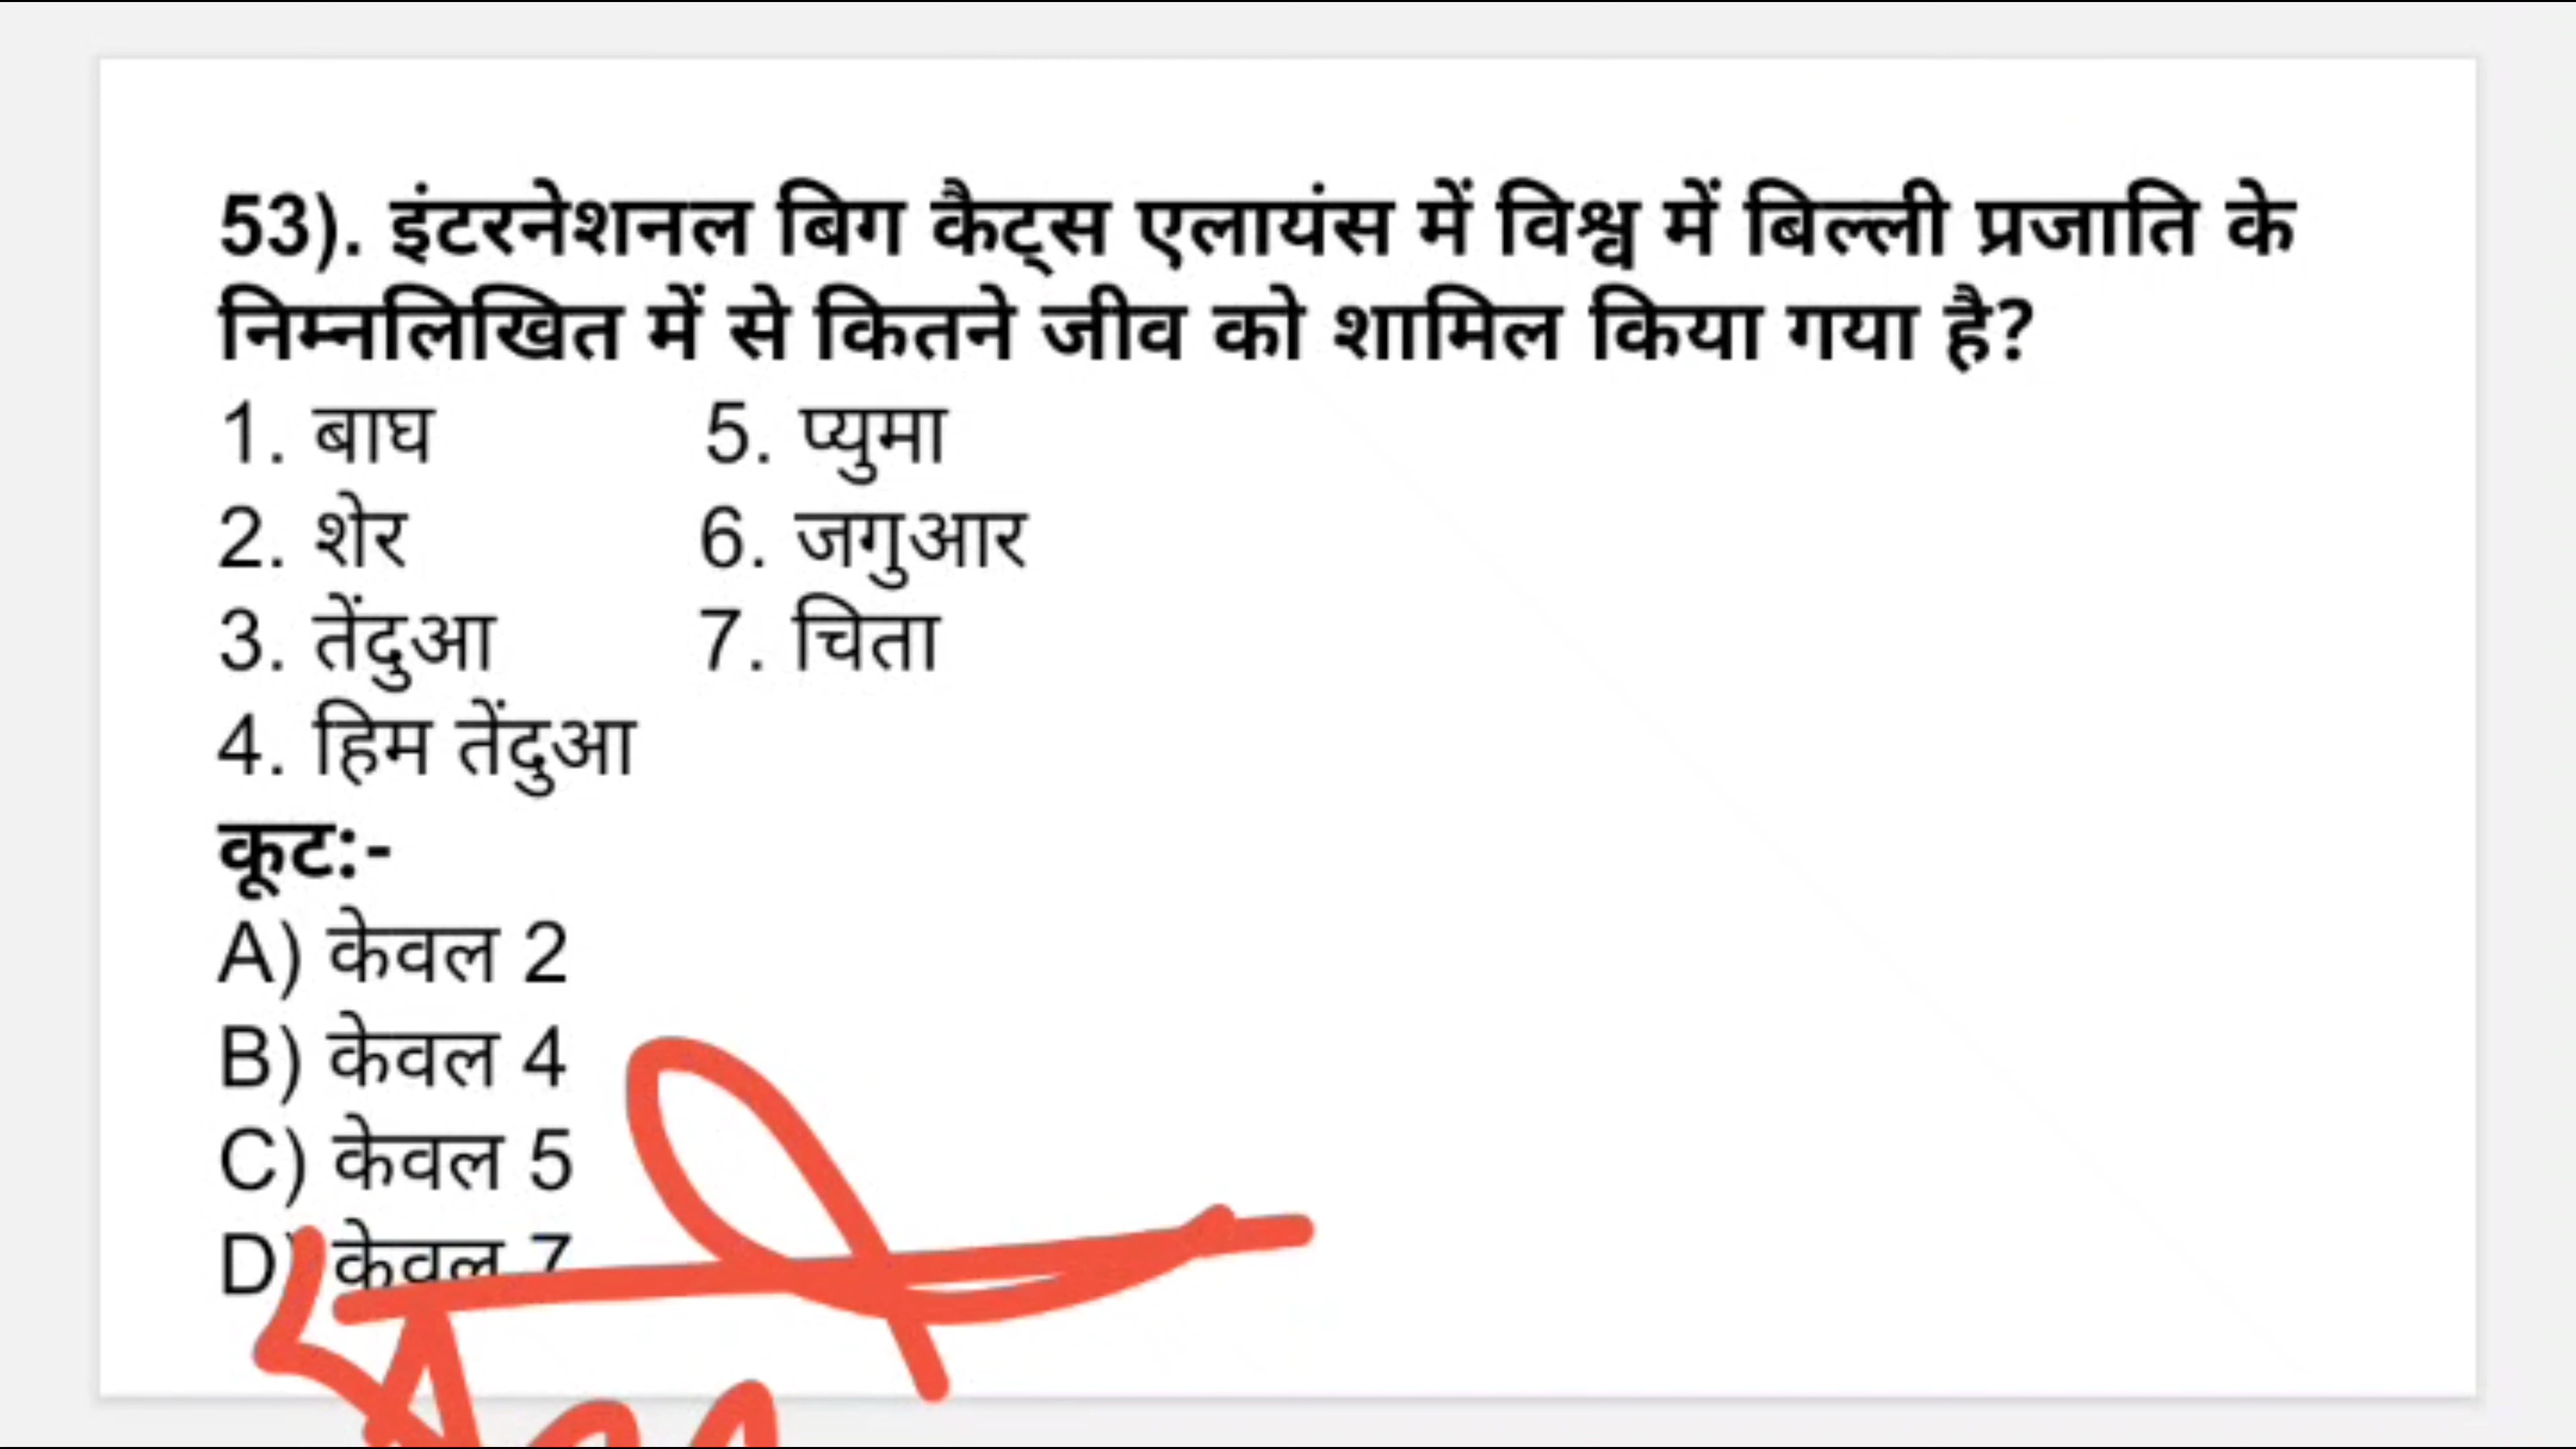 53). इंटरनेशनल बिग कैट्स एलायंस में विश्व में बिल्ली प्रजाति के
निम्नलिखित में से कितने जीव को शामिल किया गया है?
1. बाघ 5. प्युमा
2. शेर 6. जगुआर
3. तेंदुआ 7. चिता
4. हिम तेंदुआ
कूट:-
A) केवल 2
B) केवल 4
C) केवल 5
D) केवल 7